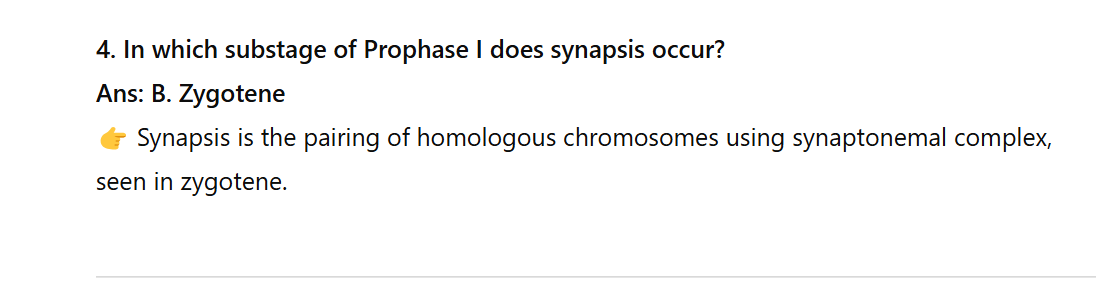 4. In which substage of Prophase I does synapsis occur?
Ans: B. Zygotene
👉 Synapsis is the pairing of homologous chromosomes using synaptonemal complex,
seen in zygotene.